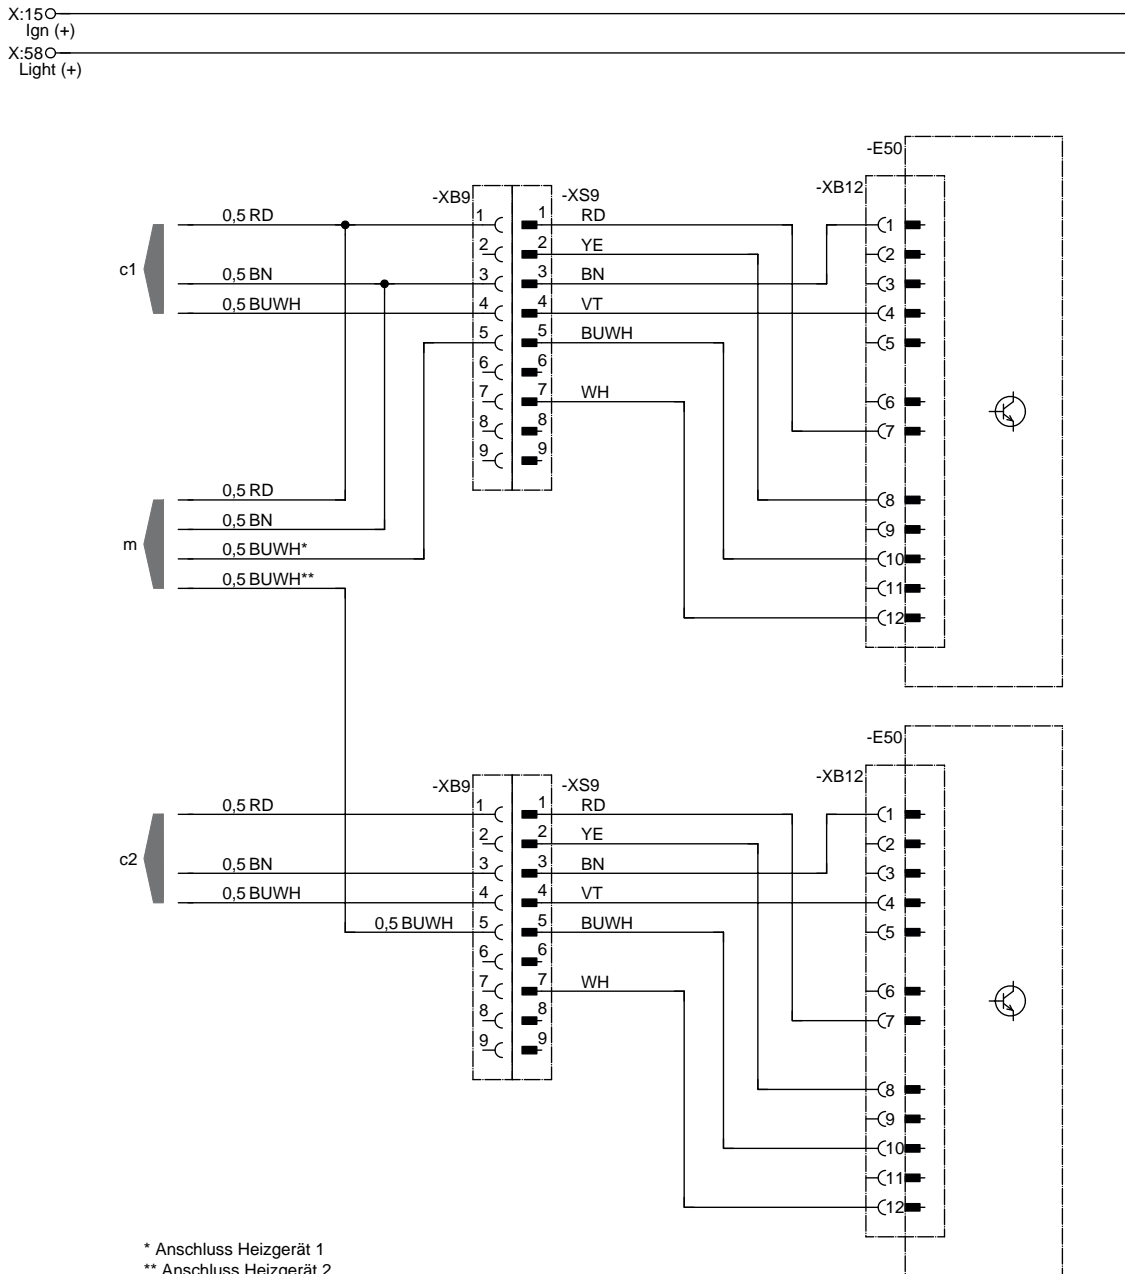 X:15
Ign (+)
X:58
Light (+)
-E50
-XB12
-XB9
-XS9
c1
0,5 RD
1
1
RD
1
2
2
YE
2
0,5 BN
3
3
BN
3
0,5 BUWH
4
4
VT
4
5
5
BUWH
5
6
6
7
7
WH
6
8
8
7
9
9
m
0,5 RD
8
0,5 BN
9
0,5 BUWH*
10
0,5 BUWH**
11
12
-E50
-XB12
-XB9
-XS9
c2
0,5 RD
1
1
RD
1
2
2
YE
2
0,5 BN
3
3
BN
3
0,5 BUWH
4
4
VT
4
0,5 BUWH
5
5
BUWH
5
6
6
7
7
WH
6
8
8
7
9
9
8
9
10
11
12
* Anschluss Heizgerät 1
** Anschluss Heizgerät 2